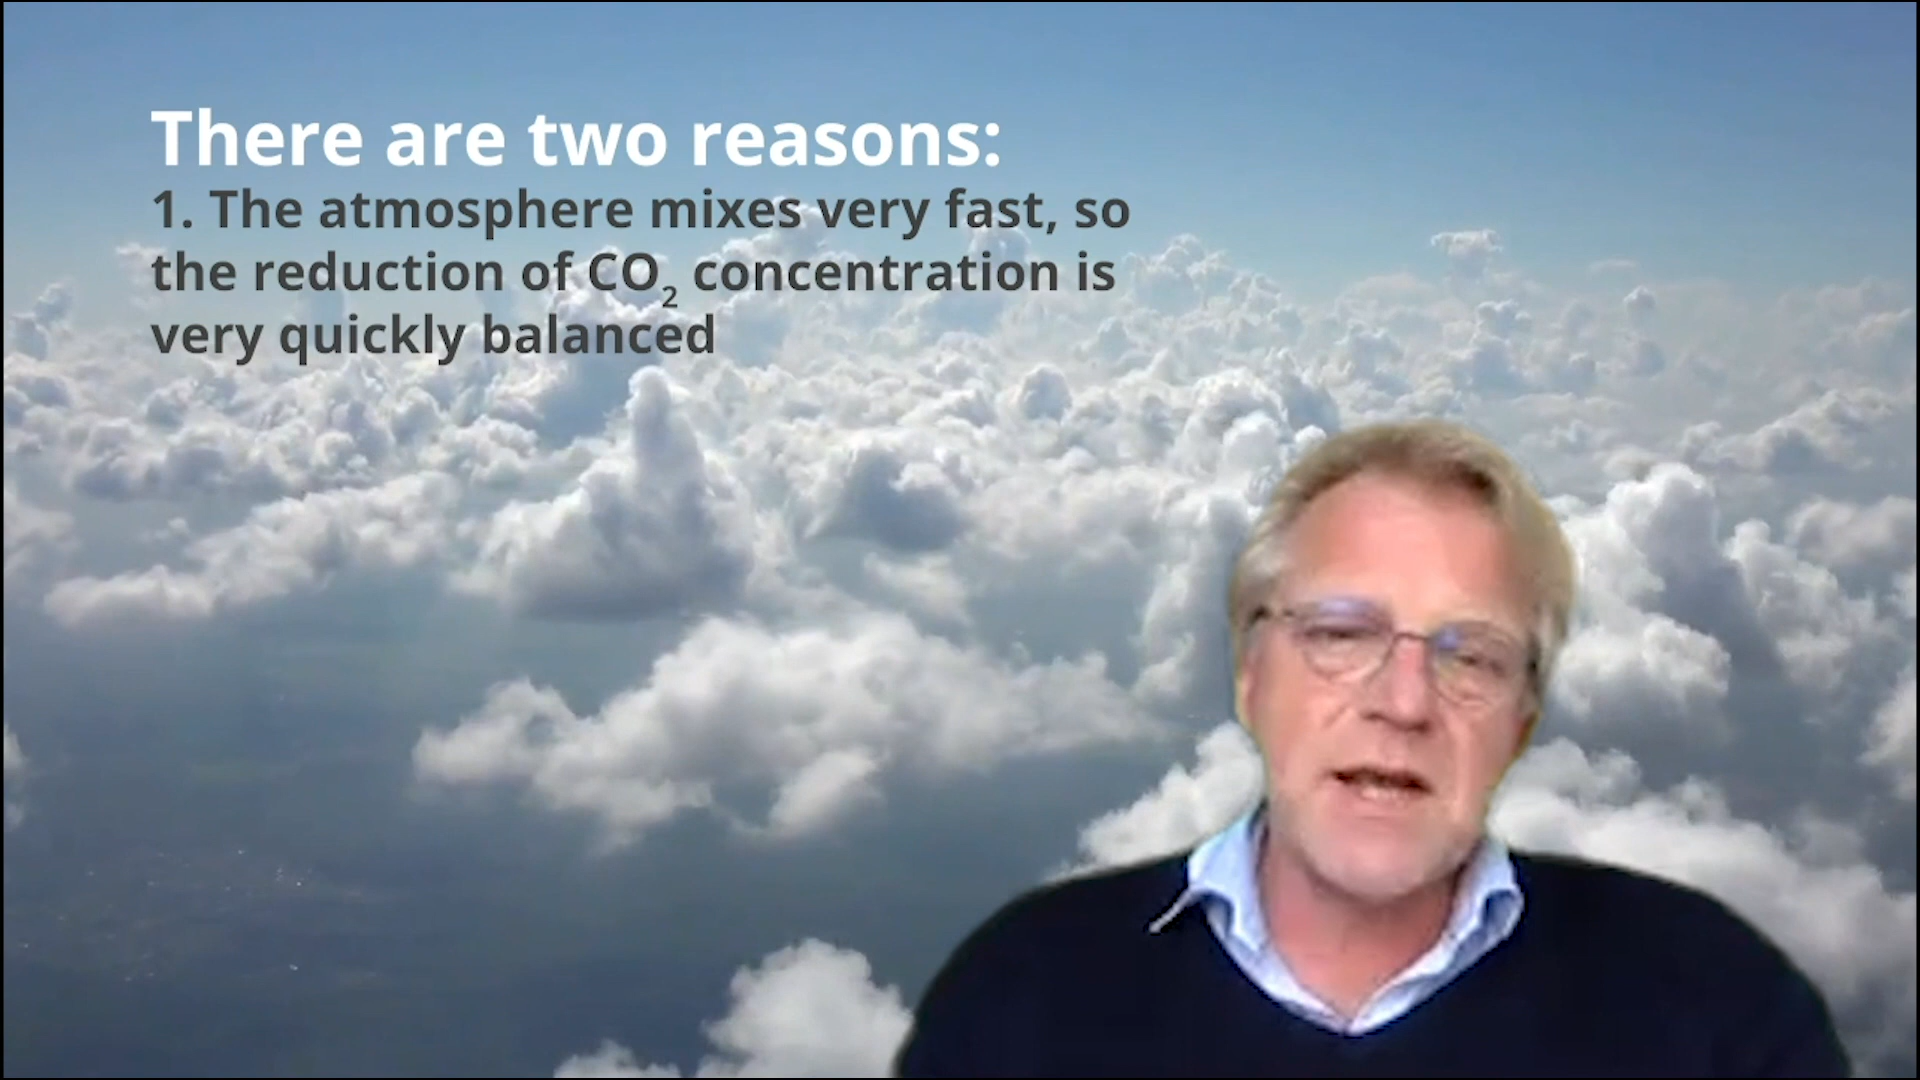 There are two reasons:
1. The atmosphere mixes very fast, so
the reduction of CO₂ concentration is
very quickly balanced